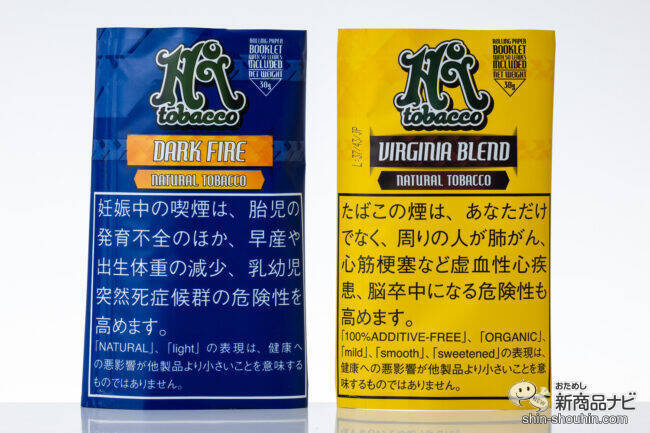 ROLLING PAPER
BOOKLET
WITH 50 LEAVES
INCLUDED
NET WEIGHT
30g
Hi
tobacco
DARK FIRE
NATURAL TOBACCO
妊娠中の喫煙は、胎児の
発育不全のほか、早産や
出生体重の減少、乳幼児
突然死症候群の危険性を
高めます。
「NATURAL」、「light」の表現は、健康へ
の悪影響が他製品より小さいことを意味する
ものではありません。
ROLLING PAPER
BOOKLET
WITH 50 LEAVES
INCLUDED
NET WEIGHT
30g
Hi
tobacco
L-37/43/JP
VIRGINIA BLEND
NATURAL TOBACCO
たばこの煙は、あなただけ
でなく、周りの人が肺がん、
心筋梗塞など虚血性心疾
患、脳卒中になる危険性も
高めます。
「100%ADDITIVE-FREE」、「ORGANIC」、
「mild」、「smooth」、「sweetened」の表現は、
健康への悪影響が他製品より小さいことを意
味するものではありません。
おためし
新商品ナビ
NEW
shin-shouhin.com